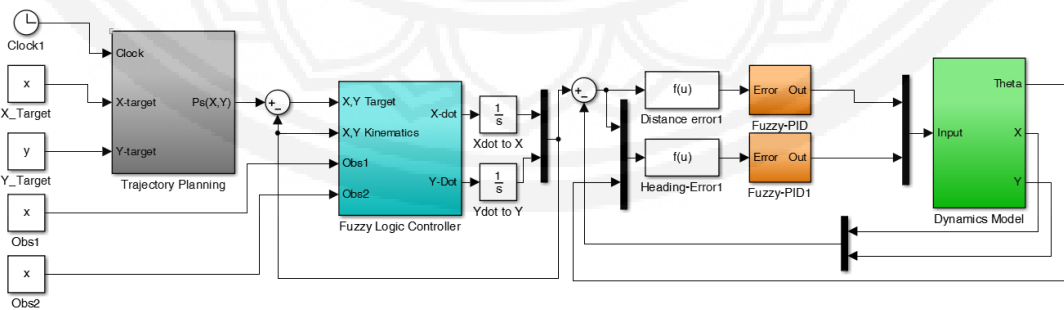 Clock1
x
X_Target
y
Y_Target
x
Obs1
x
Obs2
Clock
X-target
Y-target
Ps(X,Y)
Trajectory Planning
+
−
X,Y Target
X,Y Kinematics
Obs1
Obs2
X-dot
Y-Dot
Fuzzy Logic Controller
1
s
Xdot to X
1
s
Ydot to Y
+
−
f(u)
Distance error1
f(u)
Heading-Error1
Error Out
Fuzzy-PID
Error Out
Fuzzy-PID1
Input
Theta
X
Y
Dynamics Model